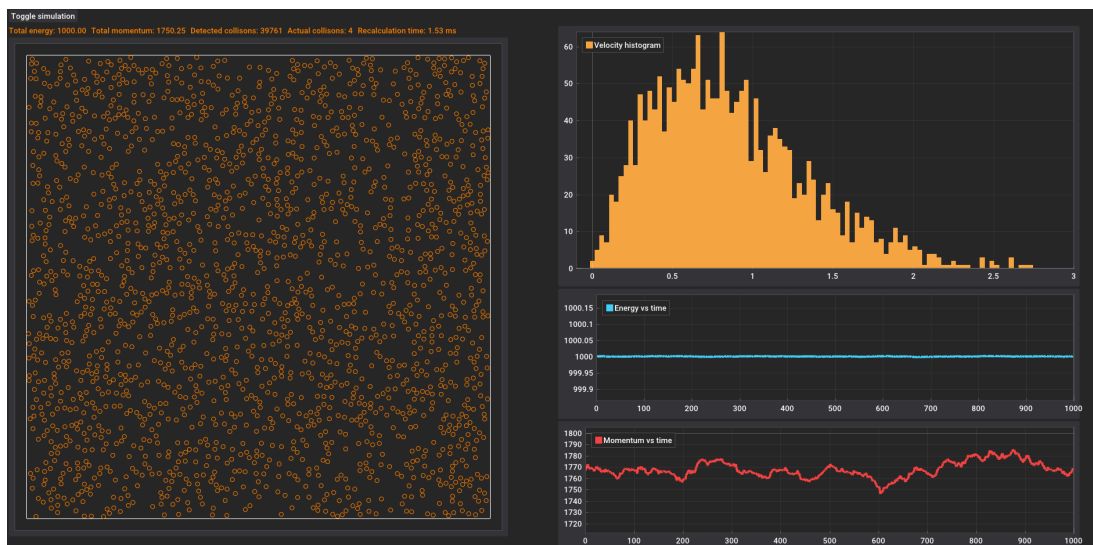 Toggle simulation
Total energy: 1000.00 Total momentum: 1750.25 Detected collisons: 39761 Actual collisons: 4 Recalculation time: 1.53 ms
Velocity histogram
60
50
40
30
20
10
0
0 0.5 1 1.5 2 2.5 3
Energy vs time
1000.15
1000.1
1000.05
1000
999.95
999.9
0 100 200 300 400 500 600 700 800 900 1000
Momentum vs time
1800
1790
1780
1770
1760
1750
1740
1730
1720
0 100 200 300 400 500 600 700 800 900 1000